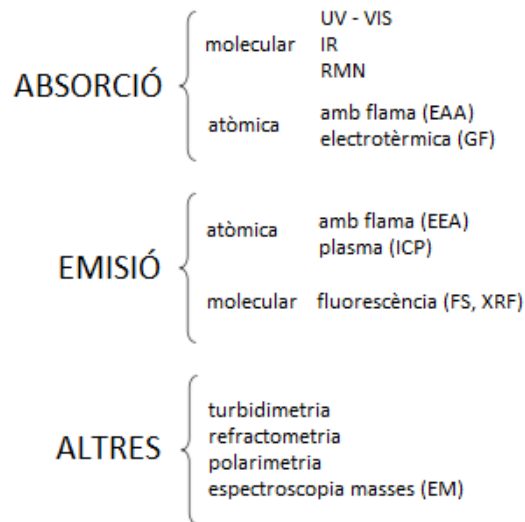 ABSORCIÓ
molecular
UV - VIS
IR
RMN
atòmica
amb flama (EAA)
electrotèrmica (GF)
EMISIÓ
atòmica
amb flama (EEA)
plasma (ICP)
molecular
fluorescència (FS, XRF)
ALTRES
turbidimetria
refractometria
polarimetria
espectroscopia masses (EM)